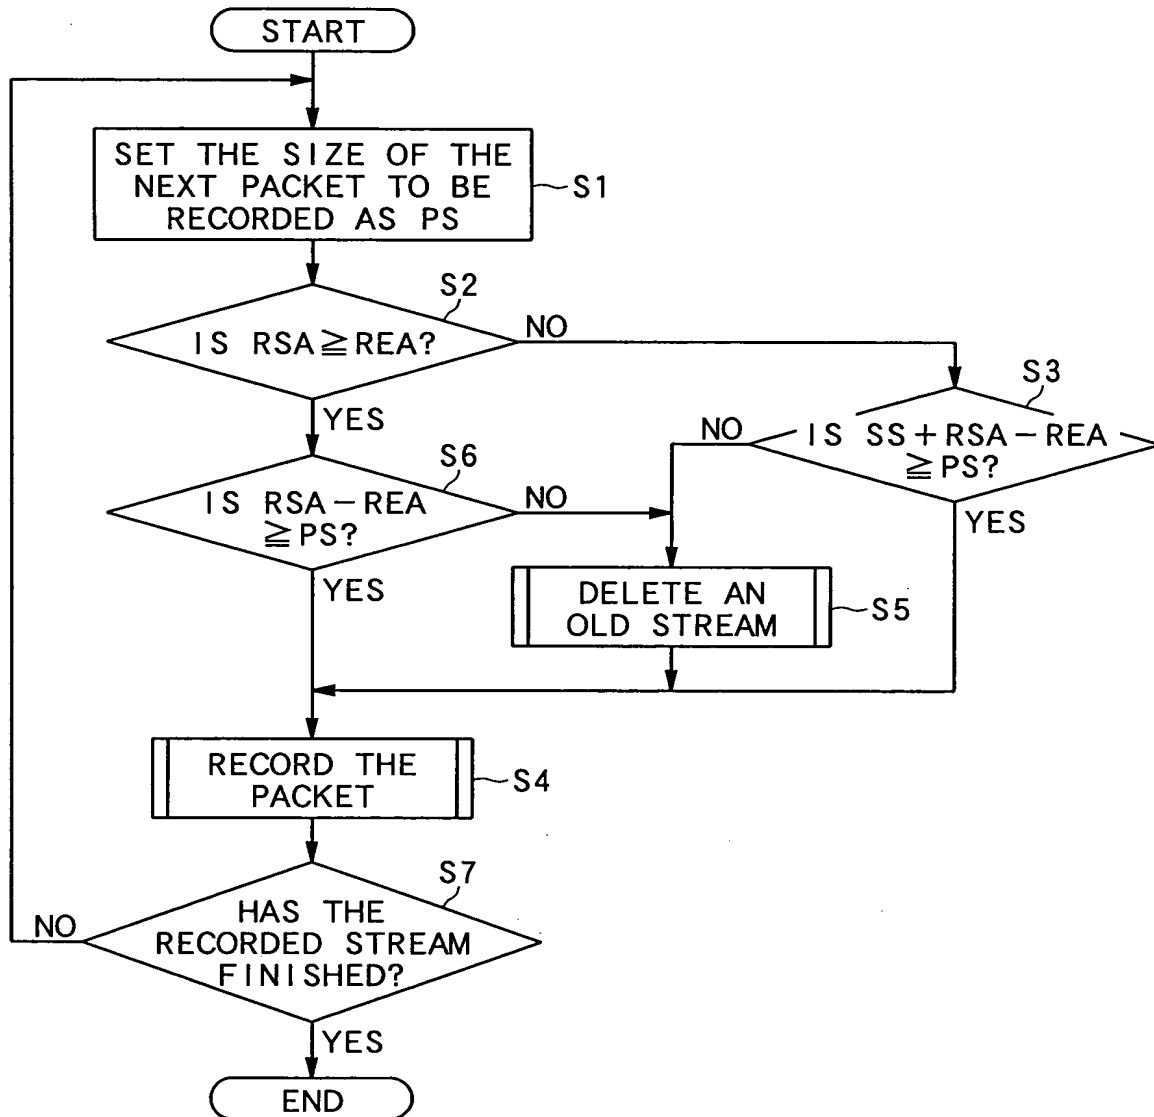 START
SET THE SIZE OF THE
NEXT PACKET TO BE
RECORDED AS PS
S1
S2
IS RSA≧REA?
NO
YES
S3
IS SS+RSA−REA
≧PS?
NO
YES
S6
IS RSA−REA
≧PS?
NO
YES
DELETE AN
OLD STREAM
S5
RECORD THE
PACKET
S4
S7
HAS THE
RECORDED STREAM
FINISHED?
NO
YES
END